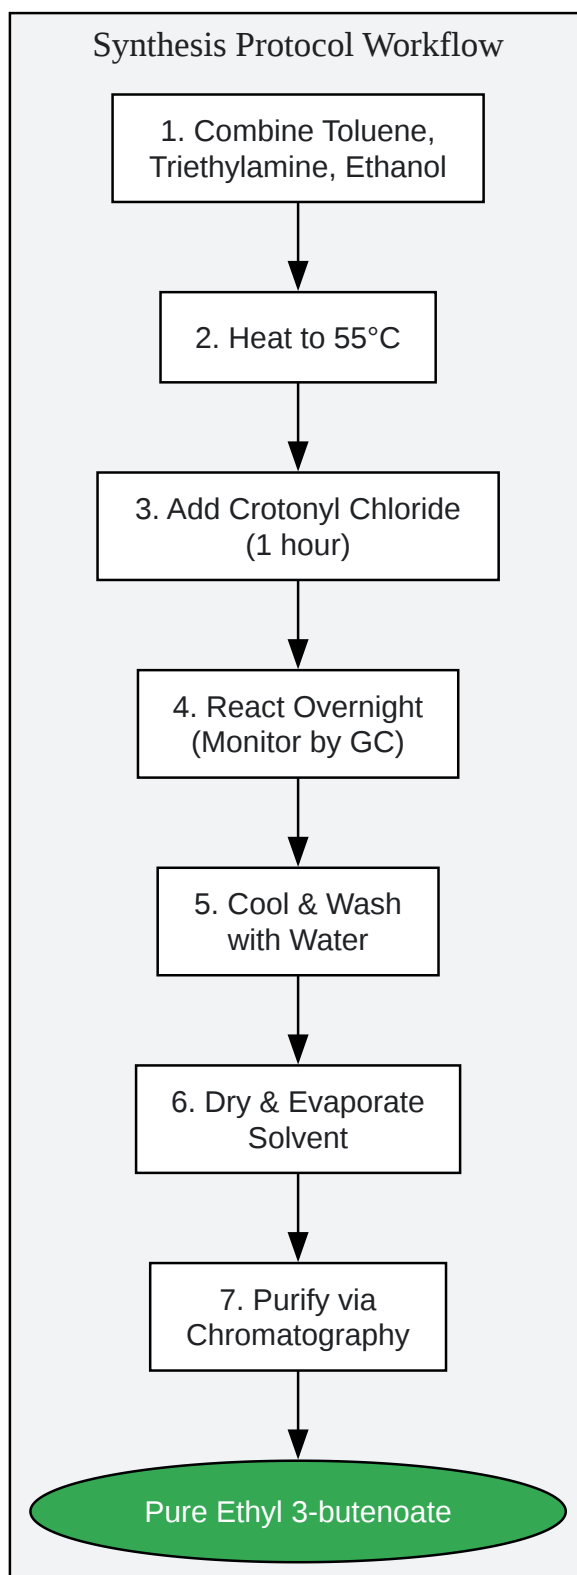 Synthesis Protocol Workflow
1. Combine Toluene,
Triethylamine, Ethanol
2. Heat to 55°C
3. Add Crotonyl Chloride
(1 hour)
4. React Overnight
(Monitor by GC)
5. Cool & Wash
with Water
6. Dry & Evaporate
Solvent
7. Purify via
Chromatography
Pure Ethyl 3-butenoate